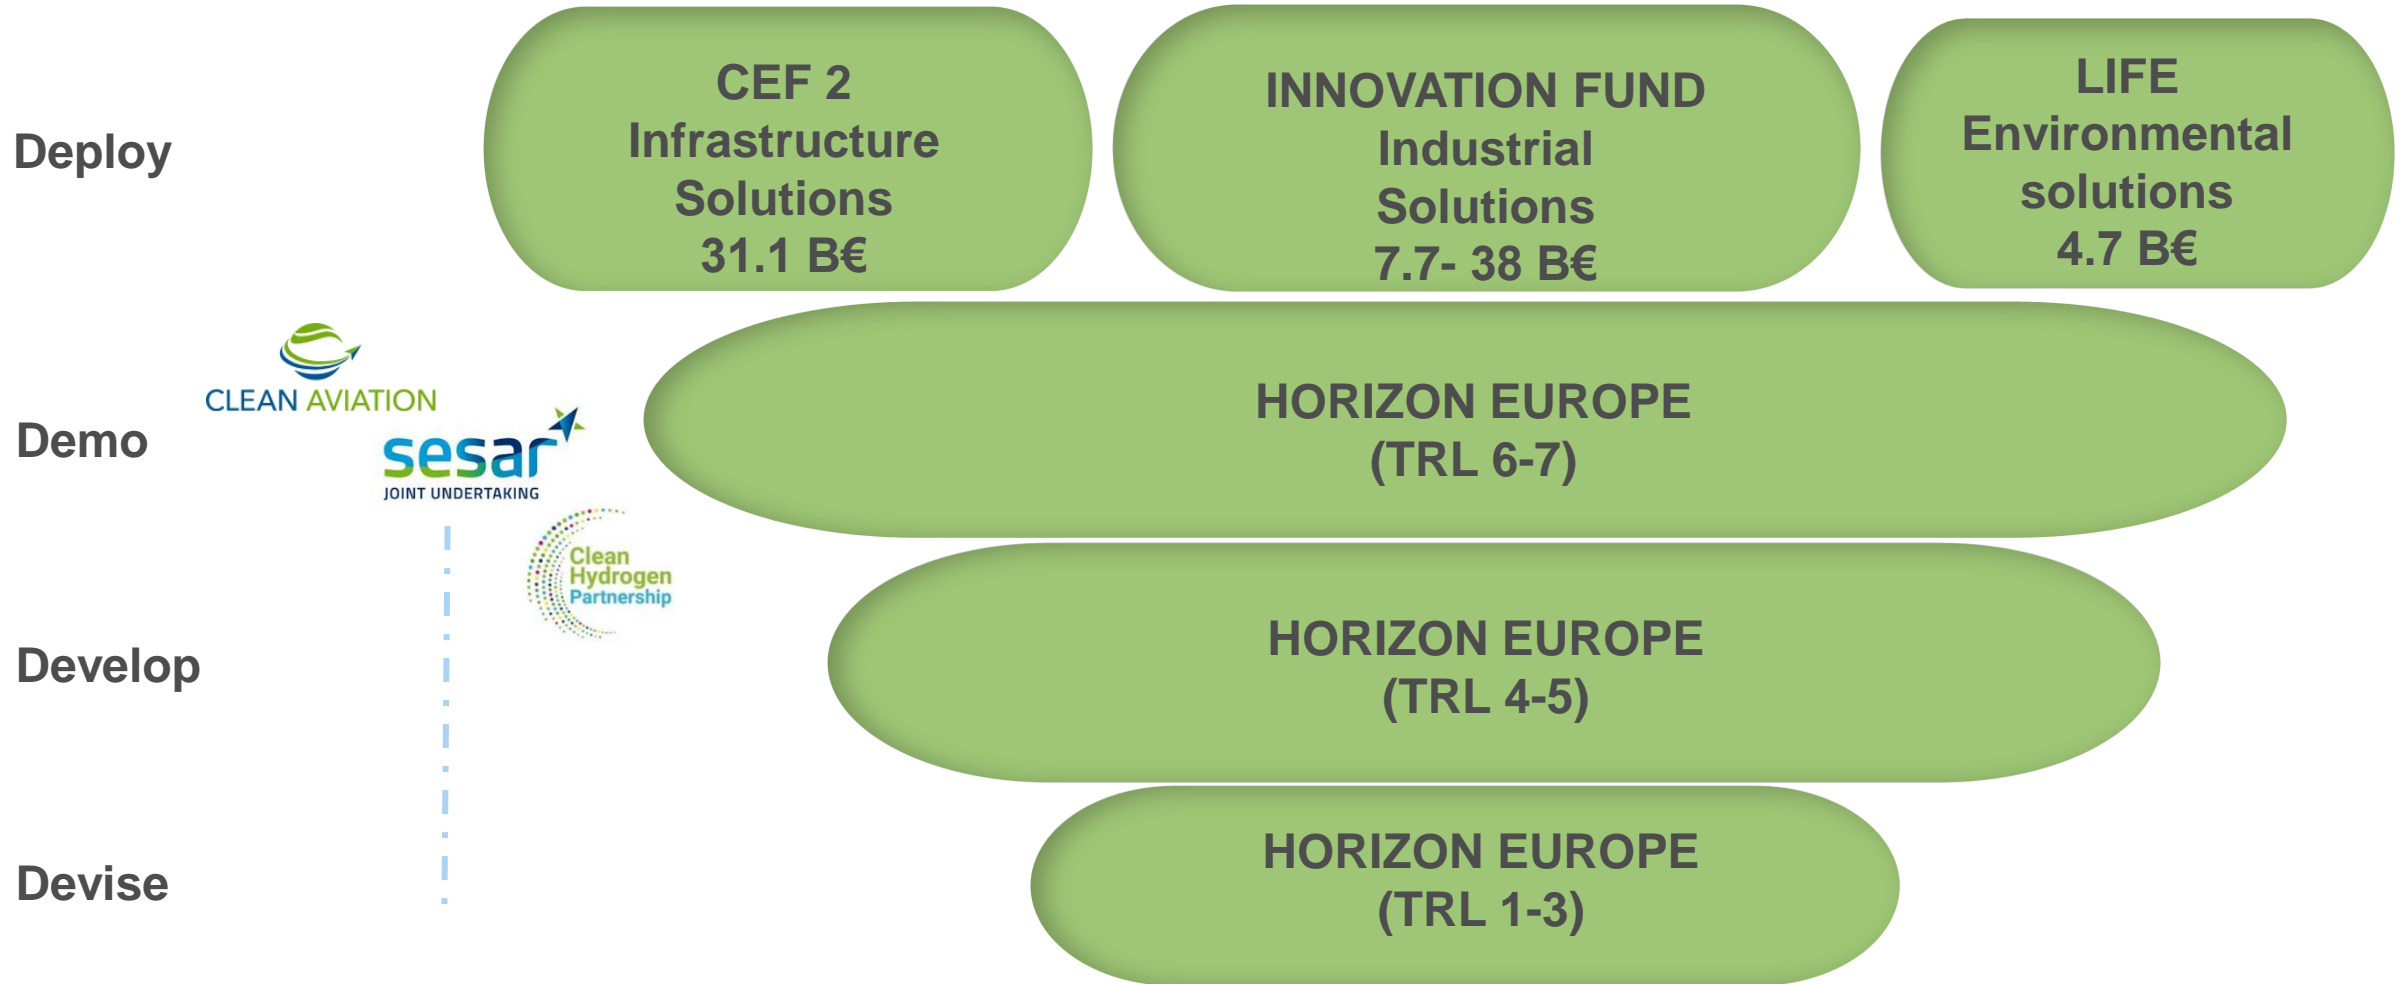 Deploy
CEF 2
Infrastructure
Solutions
31.1 B€
INNOVATION FUND
Industrial
Solutions
7.7- 38 B€
LIFE
Environmental
solutions
4.7 B€
CLEAN AVIATION
Demo
sesar
JOINT UNDERTAKING
HORIZON EUROPE
(TRL 6-7)
Clean
Hydrogen
Partnership
Develop
HORIZON EUROPE
(TRL 4-5)
Devise
HORIZON EUROPE
(TRL 1-3)